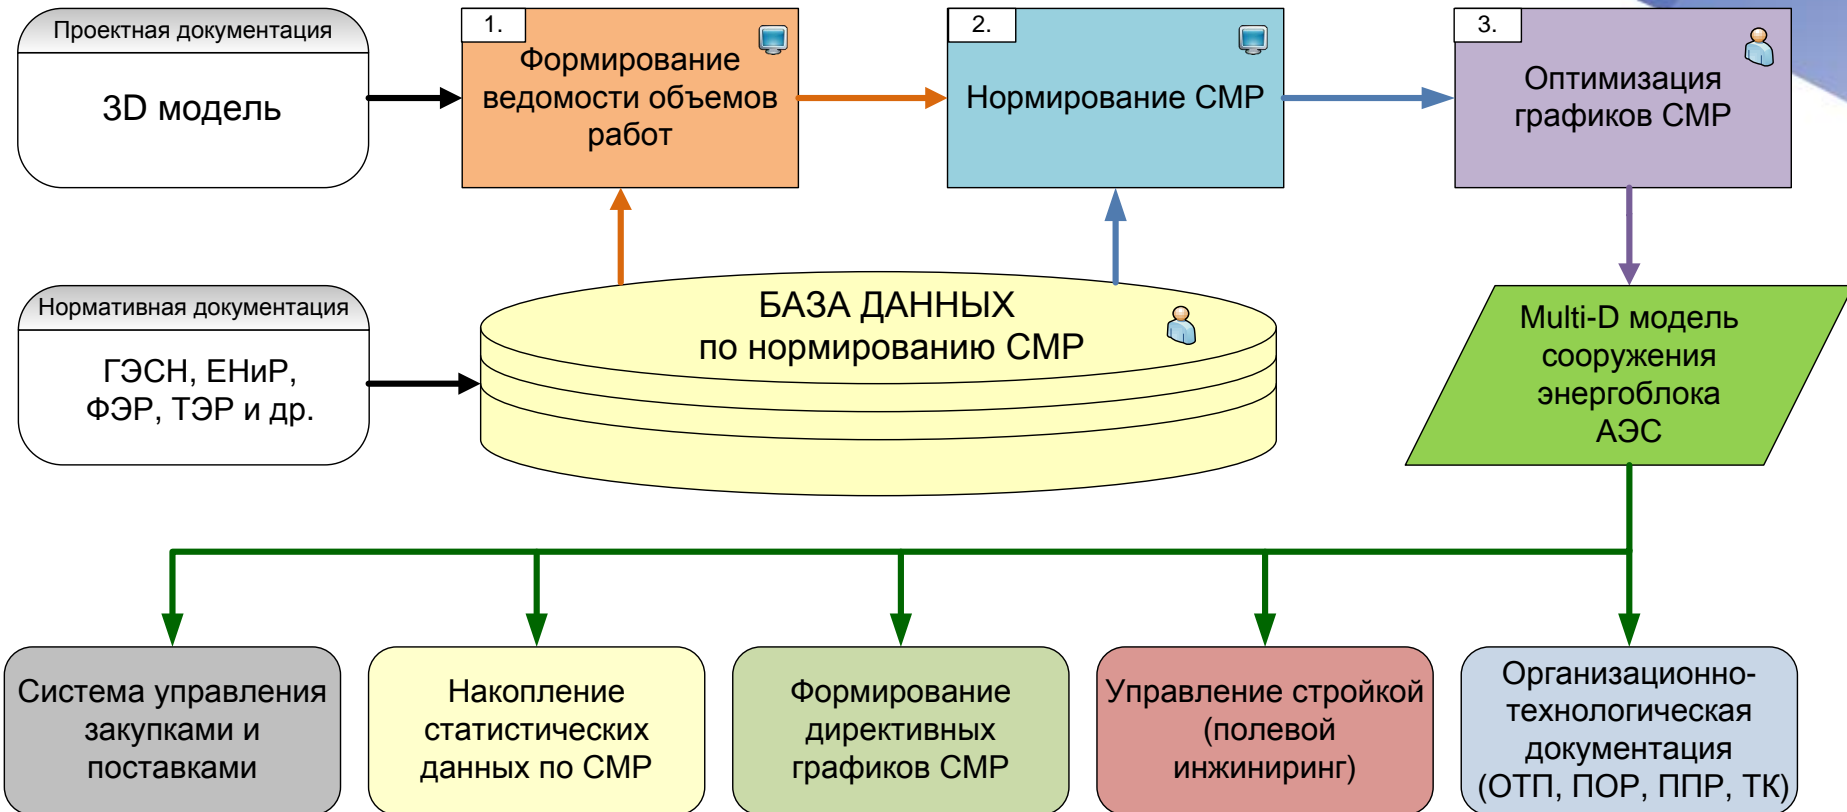 Проектная документация
3D модель
1.
Формирование
ведомости объемов
работ
2.
Нормирование СМР
3.
Оптимизация
графиков СМР
Нормативная документация
ГЭСН, ЕНиР,
ФЭР, ТЭР и др.
БАЗА ДАННЫХ
по нормированию СМР
Multi-D модель
сооружения
энергоблока
АЭС
Система управления
закупками и
поставками
Накопление
статистических
данных по СМР
Формирование
директивных
графиков СМР
Управление стройкой
(полевой
инжиниринг)
Организационно-
технологическая
документация
(ОТП, ПОР, ППР, ТК)